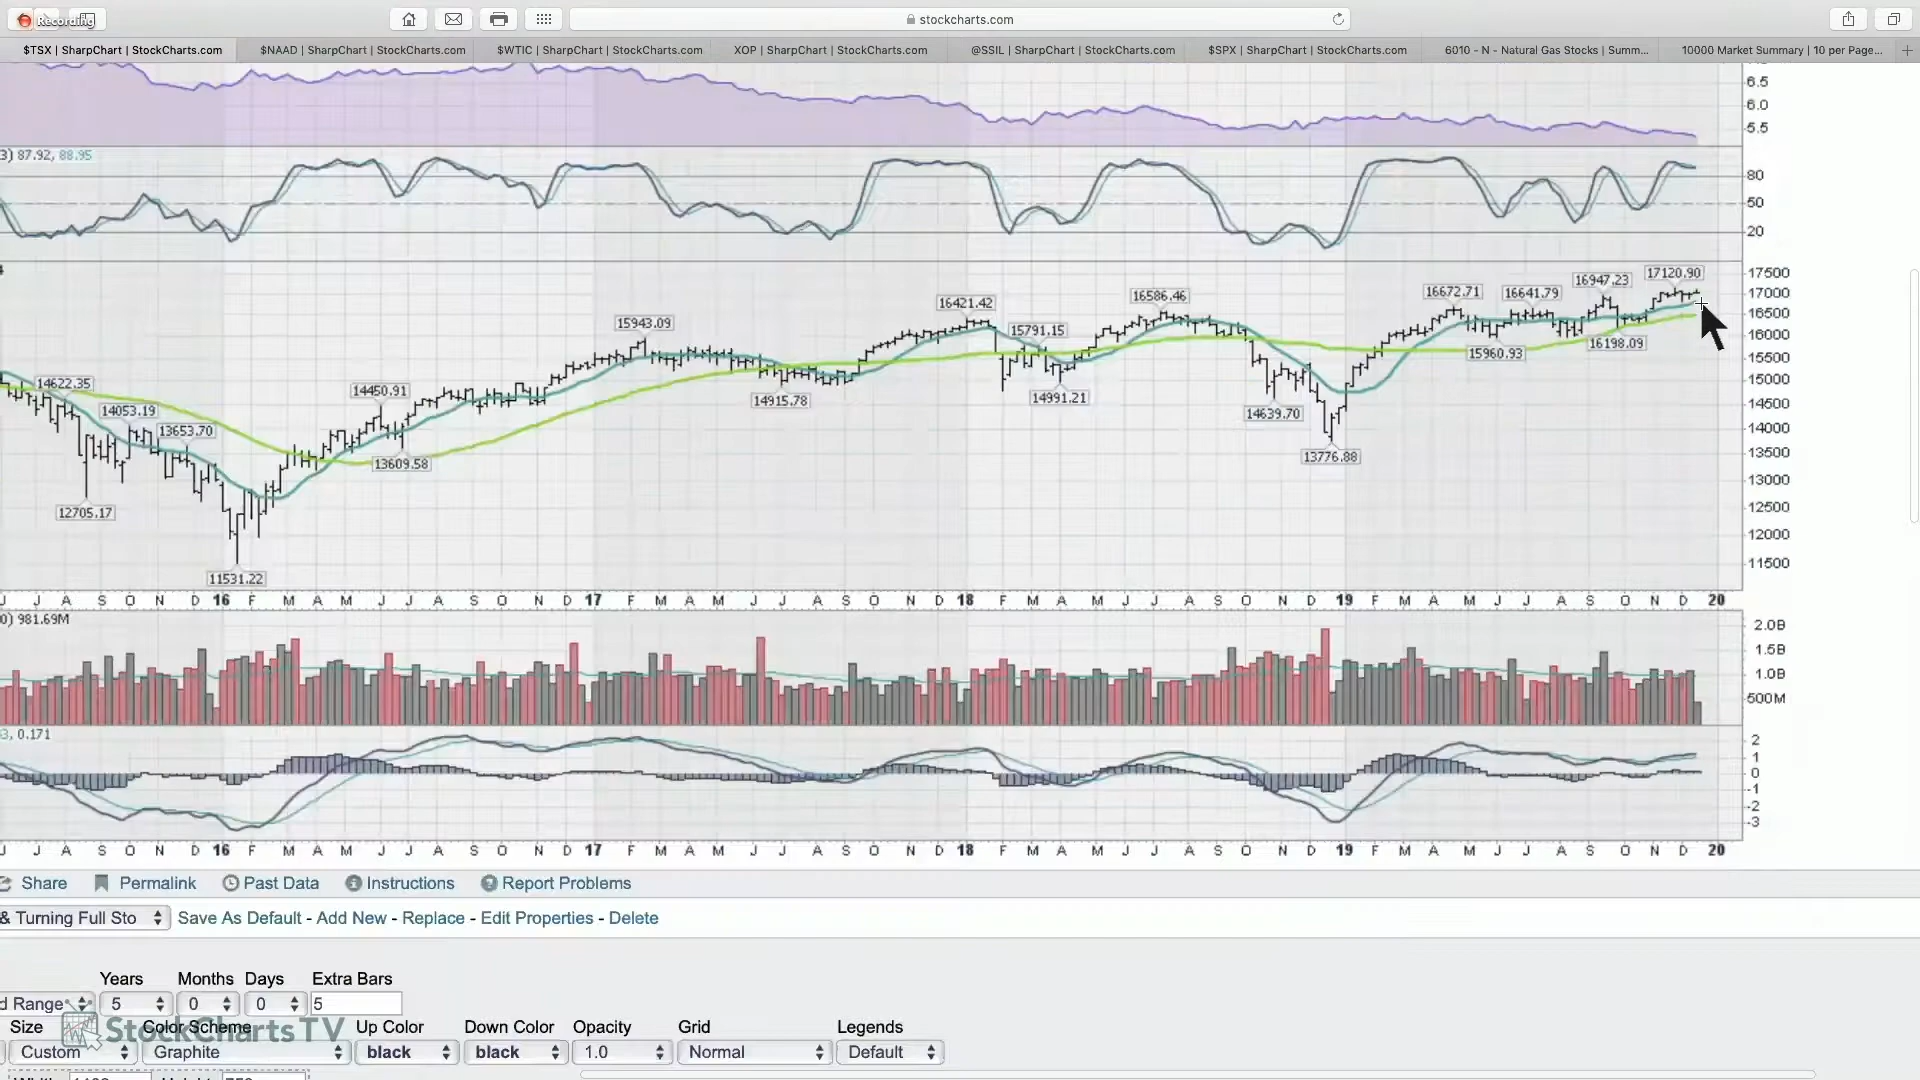 Recording
stockcharts.com
$TSX | SharpChart | StockCharts.com
$NAAD | SharpChart | StockCharts.com
$WTIC | SharpChart | StockCharts.com
XOP | SharpChart | StockCharts.com
@SSIL | SharpChart | StockCharts.com
$SPX | SharpChart | StockCharts.com
6010 - N - Natural Gas Stocks | Summ...
10000 Market Summary | 10 per Page...
6.5
6.0
5.5
3) 87.92, 88.95
80
50
20
17120.90
17500
16947.23
17000
16672.71
16641.79
16586.46
16421.42
16500
15943.09
15791.15
16000
16198.09
15960.93
15500
15000
14622.35
14450.91
14991.21
14915.78
14500
14053.19
14639.70
13653.70
14000
13500
13776.88
13609.58
13000
12705.17
12500
12000
11500
11531.22
J J A S O N D 16 F M A M J J A S O N D 17 F M A M J J A S O N D 18 F M A M J J A S O N D 19 F M A M J J A S O N D 20
0) 981.69M
2.0B
1.5B
1.0B
500M
3, 0.171
2
1
0
-1
-2
-3
J J A S O N D 16 F M A M J J A S O N D 17 F M A M J J A S O N D 18 F M A M J J A S O N D 19 F M A M J J A S O N D 20
Share Permalink Past Data Instructions Report Problems
& Turning Full Sto Save As Default - Add New - Replace - Edit Properties - Delete
Years Months Days Extra Bars
d Range 5 0 0 5
Size Color Scheme Up Color Down Color Opacity Grid Legends
StockChartsTV
Custom Graphite black black 1.0 Normal Default